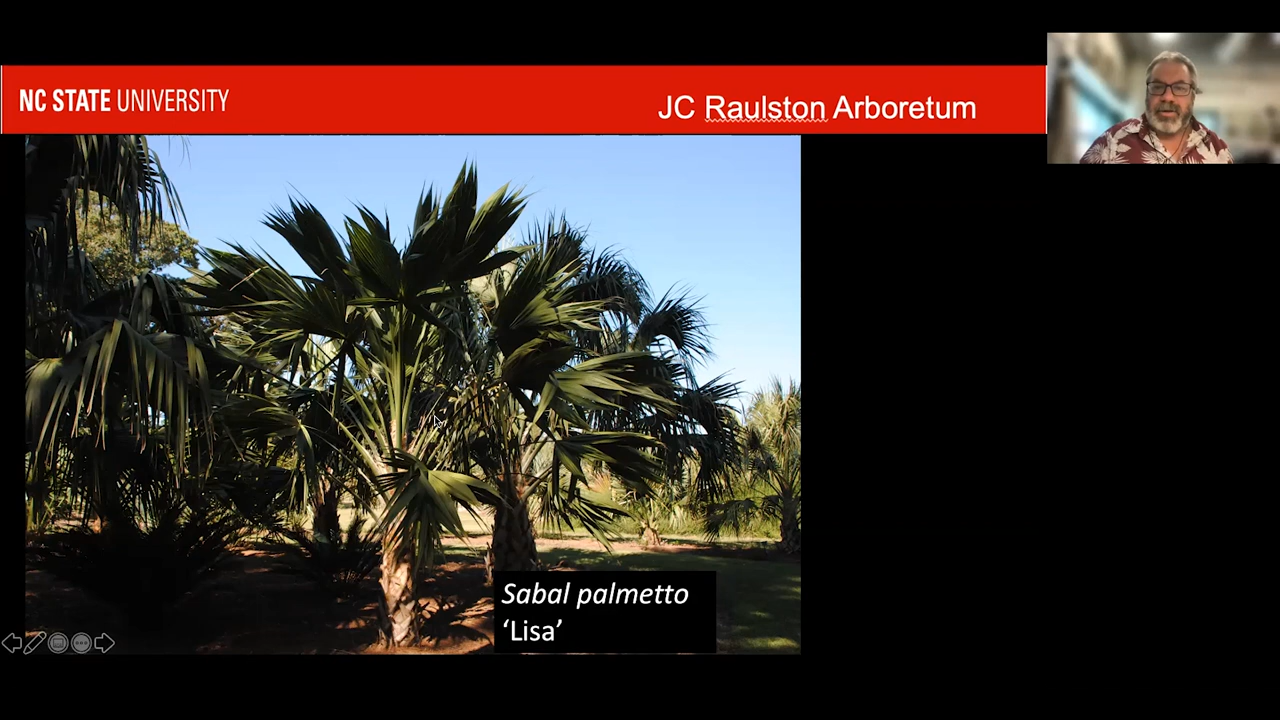 NC STATE UNIVERSITY
JC Raulston Arboretum
Sabal palmetto
‘Lisa’